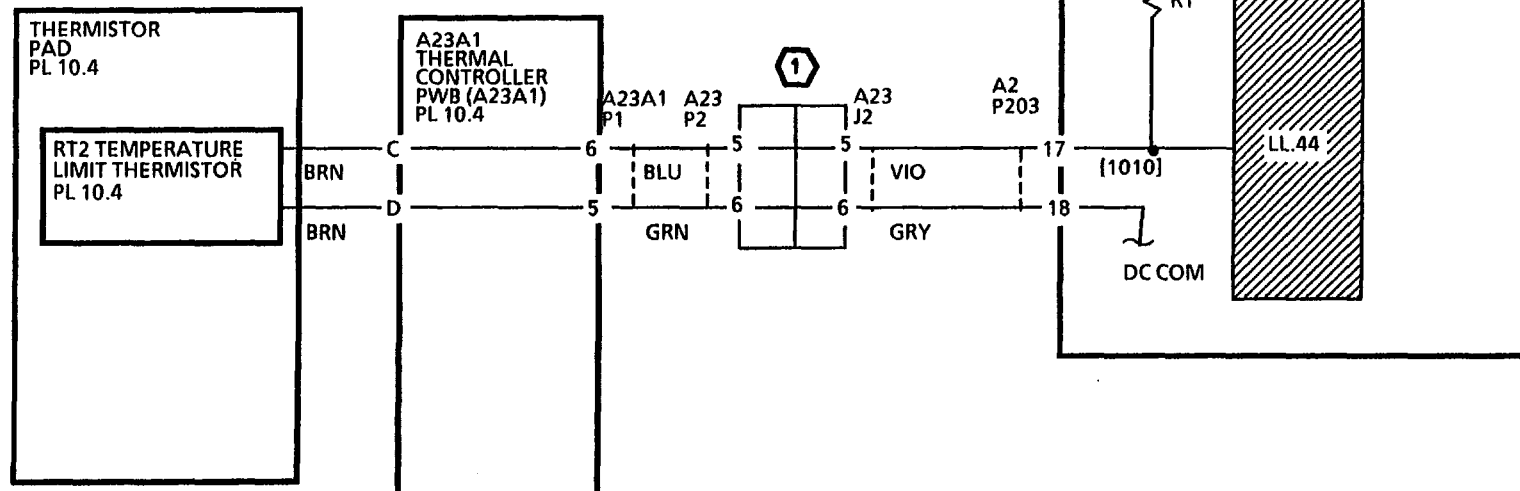 THERMISTOR
PAD
PL 10.4
RT2 TEMPERATURE
LIMIT THERMISTOR
PL 10.4
BRN
BRN
C
D
A23A1
THERMAL
CONTROLLER
PWB (A23A1)
PL 10.4
6
5
A23A1
P1
A23
P2
BLU
GRN
1
5
5
6
6
A23
J2
VIO
GRY
A2
P203
17
18
[1010]
DC COM
LL.44